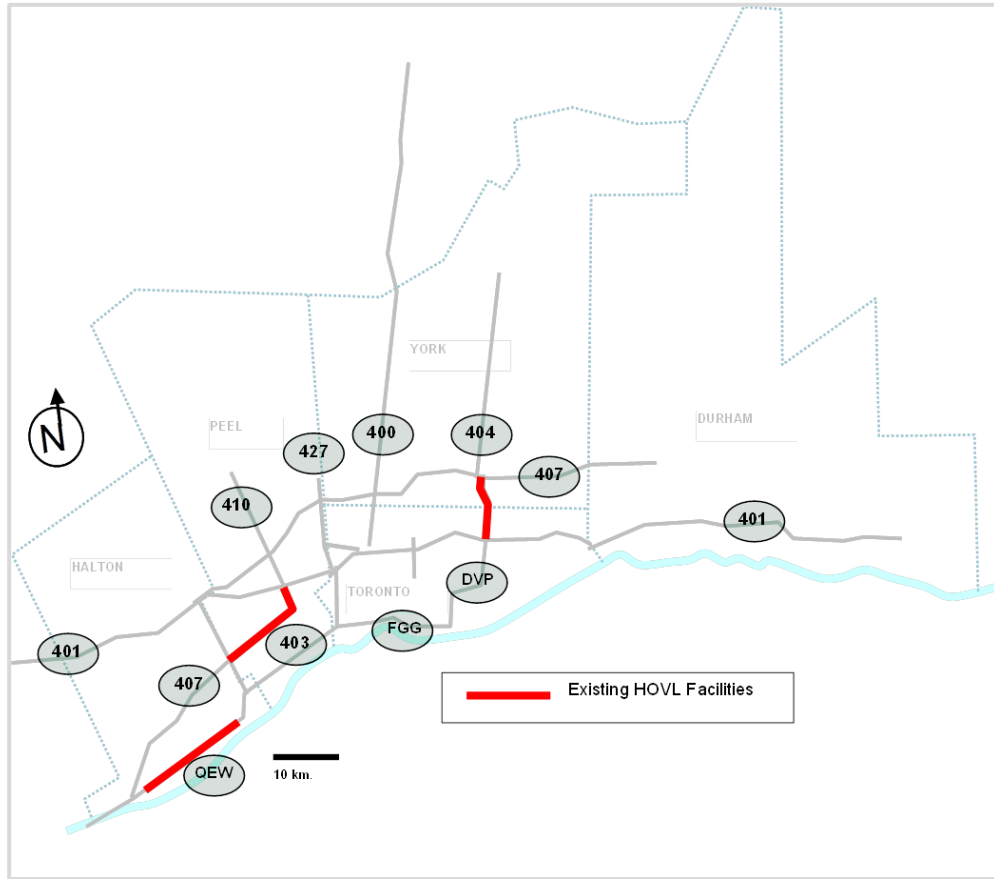 YORK
PEEL
400
404
DURHAM
427
407
410
401
HALTON
DVP
TORONTO
FGG
403
401
407
Existing HOVL Facilities
QEW
10 km.
N